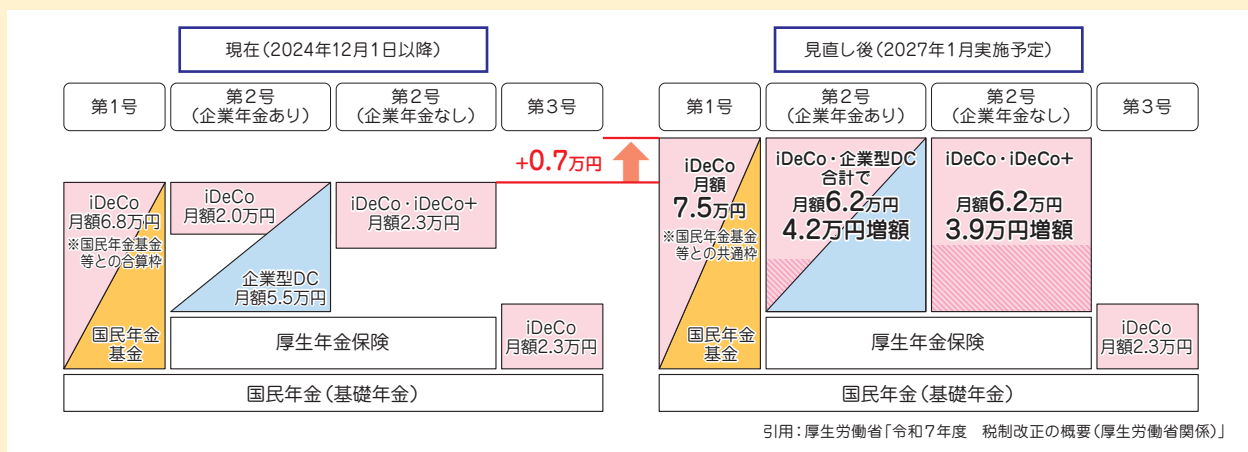 現在(2024年12月1日以降)
第1号
第2号
(企業年金あり)
第2号
(企業年金なし)
第3号
iDeCo
月額6.8万円
※国民年金基金
等との合算枠
国民年金
基金
iDeCo
月額2.0万円
企業型DC
月額5.5万円
iDeCo・iDeCo+
月額2.3万円
厚生年金保険
iDeCo
月額2.3万円
国民年金(基礎年金)
+0.7万円
見直し後(2027年1月実施予定)
第1号
第2号
(企業年金あり)
第2号
(企業年金なし)
第3号
iDeCo
月額
7.5万円
※国民年金基金
等との共通枠
国民年金
基金
iDeCo・企業型DC
合計で
月額6.2万円
4.2万円増額
iDeCo・iDeCo+
月額6.2万円
3.9万円増額
厚生年金保険
iDeCo
月額2.3万円
国民年金(基礎年金)
引用:厚生労働省「令和7年度 税制改正の概要(厚生労働省関係)」